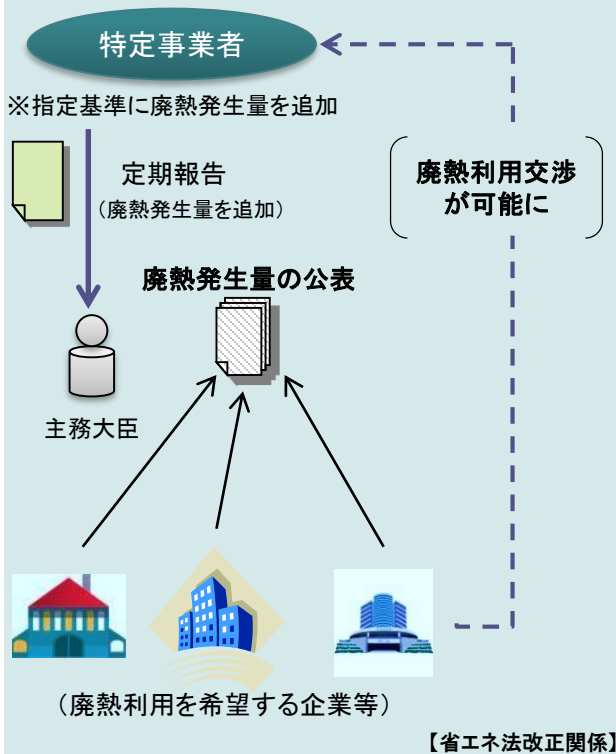 特定事業者
※指定基準に廃熱発生量を追加
定期報告
（廃熱発生量を追加）
廃熱利用交渉
が可能に
廃熱発生量の公表
主務大臣
（廃熱利用を希望する企業等）
【省エネ法改正関係】